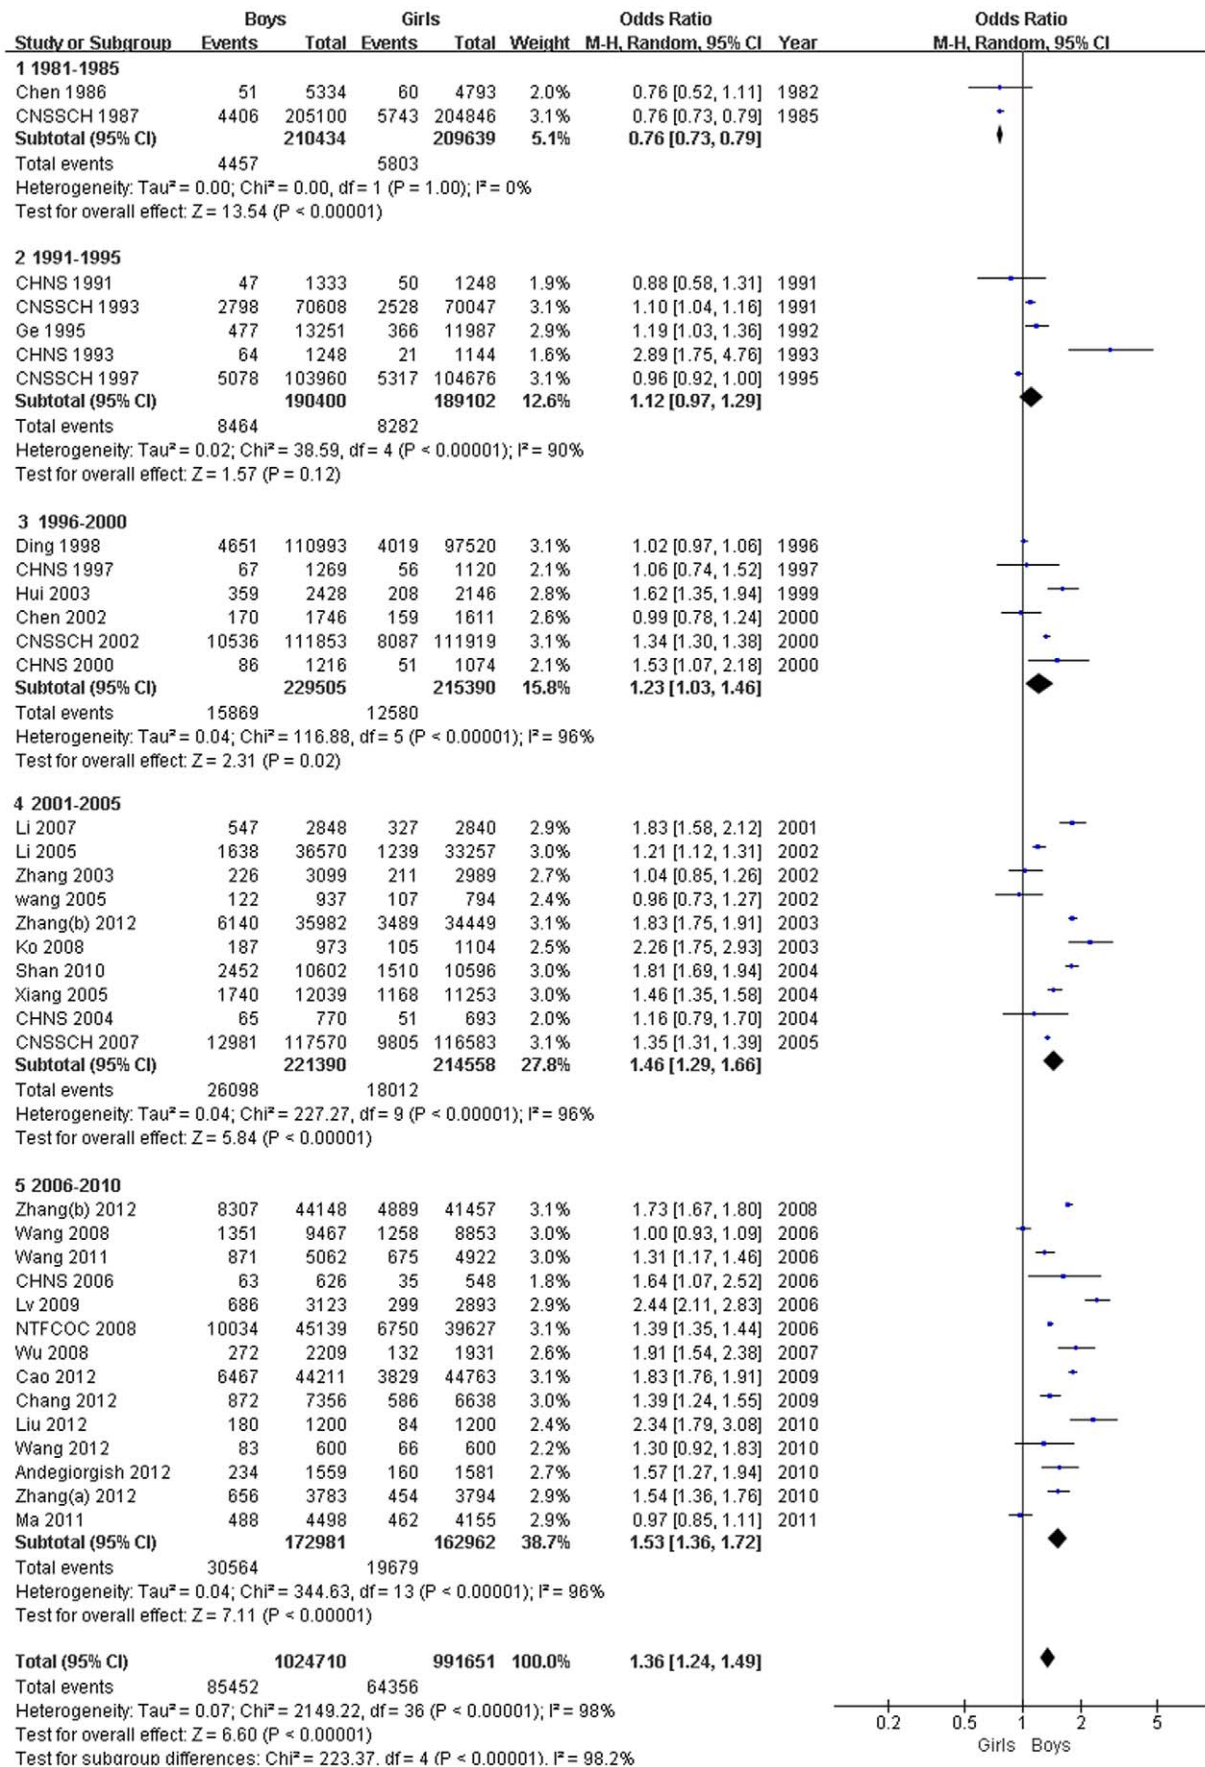 Boys Girls Odds Ratio Odds Ratio
Study or Subgroup Events Total Events Total Weight M-H, Random, 95% CI Year M-H, Random, 95% CI
1 1981-1985
Chen 1986 51 5334 60 4793 2.0% 0.76 [0.52, 1.11] 1982
CNSSCH 1987 4406 205100 5743 204846 3.1% 0.76 [0.73, 0.79] 1985
Subtotal (95% CI) 210434 209639 5.1% 0.76 [0.73, 0.79]
Total events 4457 5803
Heterogeneity: Tau² = 0.00; Chi² = 0.00, df = 1 (P = 1.00); I² = 0%
Test for overall effect: Z = 13.54 (P < 0.00001)
2 1991-1995
CHNS 1991 47 1333 50 1248 1.9% 0.88 [0.58, 1.31] 1991
CNSSCH 1993 2798 70608 2528 70047 3.1% 1.10 [1.04, 1.16] 1991
Ge 1995 477 13251 366 11987 2.9% 1.19 [1.03, 1.36] 1992
CHNS 1993 64 1248 21 1144 1.6% 2.89 [1.75, 4.76] 1993
CNSSCH 1997 5078 103960 5317 104676 3.1% 0.96 [0.92, 1.00] 1995
Subtotal (95% CI) 190400 189102 12.6% 1.12 [0.97, 1.29]
Total events 8464 8282
Heterogeneity: Tau² = 0.02; Chi² = 38.59, df = 4 (P < 0.00001); I² = 90%
Test for overall effect: Z = 1.57 (P = 0.12)
3 1996-2000
Ding 1998 4651 110993 4019 97520 3.1% 1.02 [0.97, 1.06] 1996
CHNS 1997 67 1269 56 1120 2.1% 1.06 [0.74, 1.52] 1997
Hui 2003 359 2428 208 2146 2.8% 1.62 [1.35, 1.94] 1999
Chen 2002 170 1746 159 1611 2.6% 0.99 [0.78, 1.24] 2000
CNSSCH 2002 10536 111853 8087 111919 3.1% 1.34 [1.30, 1.38] 2000
CHNS 2000 86 1216 51 1074 2.1% 1.53 [1.07, 2.18] 2000
Subtotal (95% CI) 229505 215390 15.8% 1.23 [1.03, 1.46]
Total events 15869 12580
Heterogeneity: Tau² = 0.04; Chi² = 116.88, df = 5 (P < 0.00001); I² = 96%
Test for overall effect: Z = 2.31 (P = 0.02)
4 2001-2005
Li 2007 547 2848 327 2840 2.9% 1.83 [1.58, 2.12] 2001
Li 2005 1638 36570 1239 33257 3.0% 1.21 [1.12, 1.31] 2002
Zhang 2003 226 3099 211 2989 2.7% 1.04 [0.85, 1.26] 2002
wang 2005 122 937 107 794 2.4% 0.96 [0.73, 1.27] 2002
Zhang(b) 2012 6140 35982 3489 34449 3.1% 1.83 [1.75, 1.91] 2003
Ko 2008 187 973 105 1104 2.5% 2.26 [1.75, 2.93] 2003
Shan 2010 2452 10602 1510 10596 3.0% 1.81 [1.69, 1.94] 2004
Xiang 2005 1740 12039 1168 11253 3.0% 1.46 [1.35, 1.58] 2004
CHNS 2004 65 770 51 693 2.0% 1.16 [0.79, 1.70] 2004
CNSSCH 2007 12981 117570 9805 116583 3.1% 1.35 [1.31, 1.39] 2005
Subtotal (95% CI) 221390 214558 27.8% 1.46 [1.29, 1.66]
Total events 26098 18012
Heterogeneity: Tau² = 0.04; Chi² = 227.27, df = 9 (P < 0.00001); I² = 96%
Test for overall effect: Z = 5.84 (P < 0.00001)
5 2006-2010
Zhang(b) 2012 8307 44148 4889 41457 3.1% 1.73 [1.67, 1.80] 2008
Wang 2008 1351 9467 1258 8853 3.0% 1.00 [0.93, 1.09] 2006
Wang 2011 871 5062 675 4922 3.0% 1.31 [1.17, 1.46] 2006
CHNS 2006 63 626 35 548 1.8% 1.64 [1.07, 2.52] 2006
Lv 2009 686 3123 299 2893 2.9% 2.44 [2.11, 2.83] 2006
NTFCOC 2008 10034 45139 6750 39627 3.1% 1.39 [1.35, 1.44] 2006
Wu 2008 272 2209 132 1931 2.6% 1.91 [1.54, 2.38] 2007
Cao 2012 6467 44211 3829 44763 3.1% 1.83 [1.76, 1.91] 2009
Chang 2012 872 7356 586 6638 3.0% 1.39 [1.24, 1.55] 2009
Liu 2012 180 1200 84 1200 2.4% 2.34 [1.79, 3.08] 2010
Wang 2012 83 600 66 600 2.2% 1.30 [0.92, 1.83] 2010
Andegiorgish 2012 234 1559 160 1581 2.7% 1.57 [1.27, 1.94] 2010
Zhang(a) 2012 656 3783 454 3794 2.9% 1.54 [1.36, 1.76] 2010
Ma 2011 488 4498 462 4155 2.9% 0.97 [0.85, 1.11] 2011
Subtotal (95% CI) 172981 162962 38.7% 1.53 [1.36, 1.72]
Total events 30564 19679
Heterogeneity: Tau² = 0.04; Chi² = 344.63, df = 13 (P < 0.00001); I² = 96%
Test for overall effect: Z = 7.11 (P < 0.00001)
Total (95% CI) 1024710 991651 100.0% 1.36 [1.24, 1.49]
Total events 85452 64356
Heterogeneity: Tau² = 0.07; Chi² = 2149.22, df = 36 (P < 0.00001); I² = 98%
Test for overall effect: Z = 6.60 (P < 0.00001)
Test for subgroup differences: Chi² = 223.37. df = 4 (P < 0.00001). I² = 98.2%
0.2 0.5 1 2 5
Girls Boys